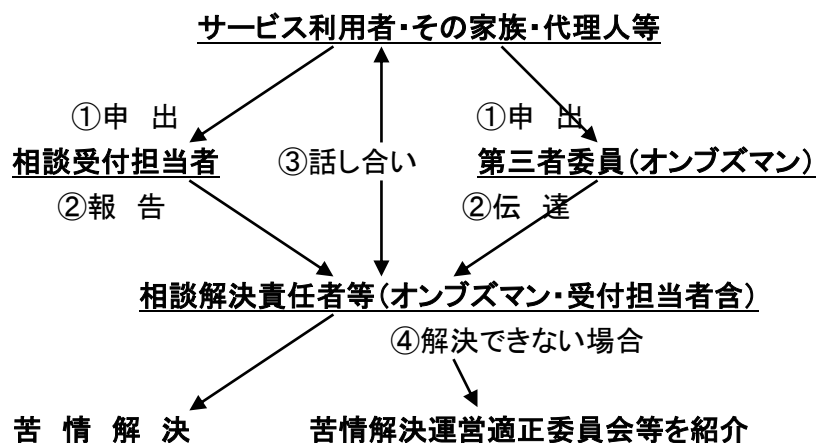 サービス利用者・その家族・代理人等
①申　出
①申　出
相談受付担当者
③話し合い
第三者委員(オンブズマン)
②報　告
②伝　達
相談解決責任者等(オンブズマン・受付担当者含)
④解決できない場合
苦　情　解　決
苦情解決運営適正委員会等を紹介